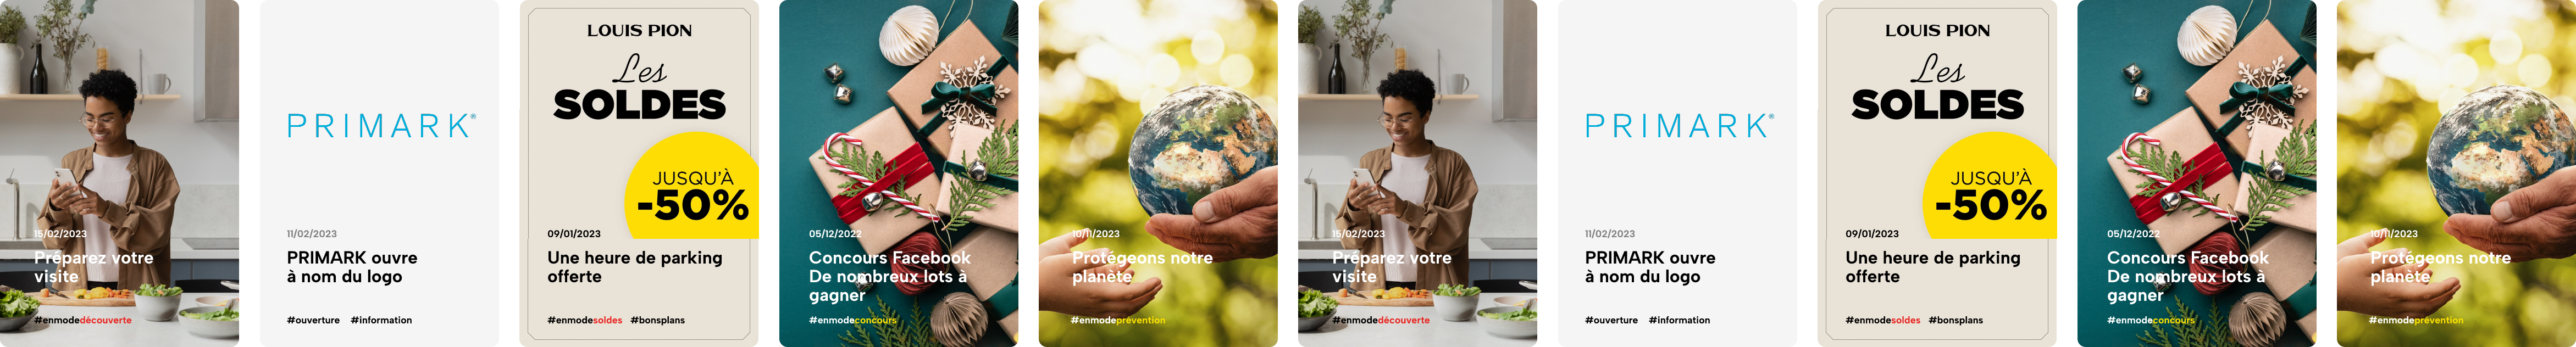 15/02/2023
Préparez votre
visite
#enmodedécouverte
PRIMARK®
11/02/2023
PRIMARK ouvre
à nom du logo
#ouverture #information
LOUIS PION
Les
SOLDES
JUSQU'À
-50%
09/01/2023
Une heure de parking
offerte
#enmodesoldes #bonsplans
05/12/2022
Concours Facebook
De nombreux lots à
gagner
#enmodeconcours
10/11/2023
Protégeons notre
planète
#enmodeprévention
15/02/2023
Préparez votre
visite
#enmodedécouverte
PRIMARK®
11/02/2023
PRIMARK ouvre
à nom du logo
#ouverture #information
LOUIS PION
Les
SOLDES
JUSQU'À
-50%
09/01/2023
Une heure de parking
offerte
#enmodesoldes #bonsplans
05/12/2022
Concours Facebook
De nombreux lots à
gagner
#enmodeconcours
10/11/2023
Protégeons notre
planète
#enmodeprévention